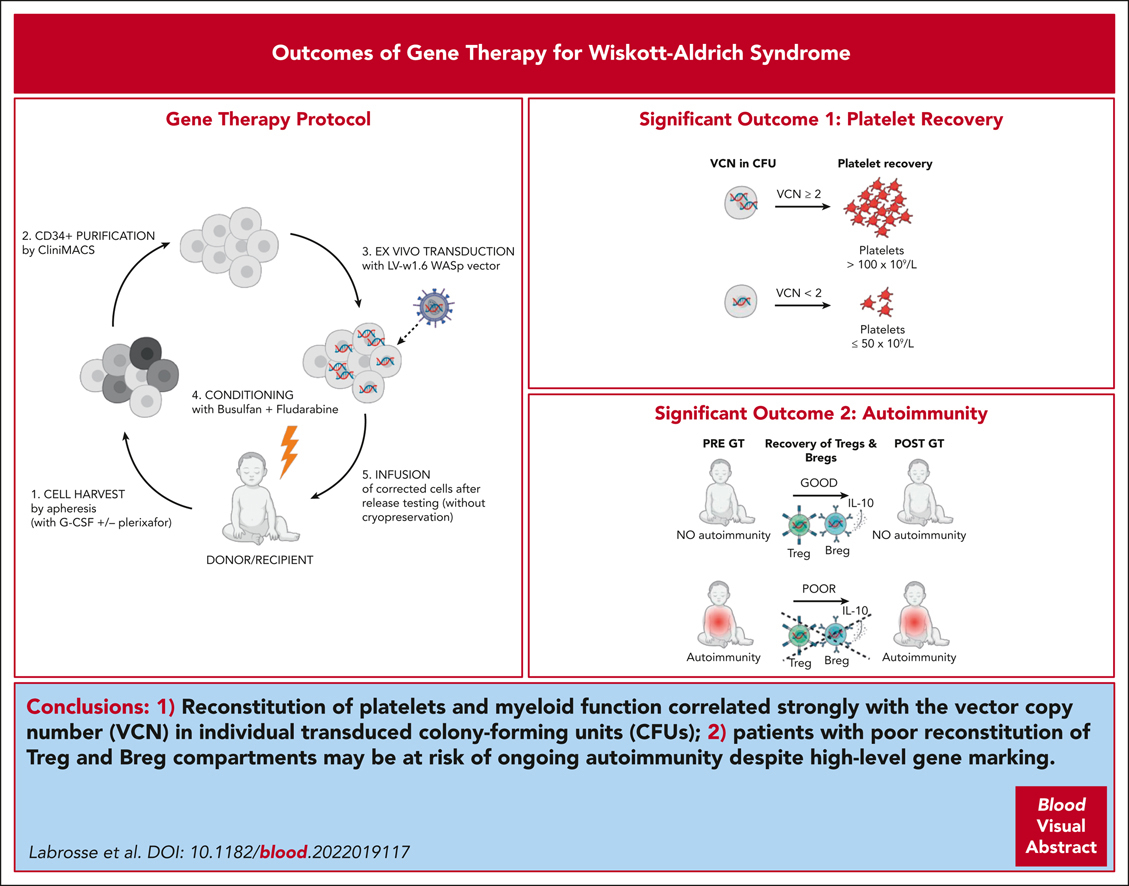 Outcomes of Gene Therapy for Wiskott-Aldrich Syndrome
Gene Therapy Protocol
2. CD34+ PURIFICATION
by CliniMACS
3. EX VIVO TRANSDUCTION
with LV-w1.6 WASp vector
4. CONDITIONING
with Busulfan + Fludarabine
1. CELL HARVEST
by apheresis
(with G-CSF +/– plerixafor)
5. INFUSION
of corrected cells after
release testing (without
cryopreservation)
DONOR/RECIPIENT
Significant Outcome 1: Platelet Recovery
VCN in CFU
Platelet recovery
VCN ≥ 2
Platelets
> 100 x 10⁹/L
VCN < 2
Platelets
≤ 50 x 10⁹/L
Significant Outcome 2: Autoimmunity
PRE GT
Recovery of Tregs &
Bregs
POST GT
GOOD
IL-10
NO autoimmunity
Treg
Breg
NO autoimmunity
POOR
IL-10
Autoimmunity
Treg
Breg
Autoimmunity
Conclusions: 1) Reconstitution of platelets and myeloid function correlated strongly with the vector copy
number (VCN) in individual transduced colony-forming units (CFUs); 2) patients with poor reconstitution of
Treg and Breg compartments may be at risk of ongoing autoimmunity despite high-level gene marking.
Labrosse et al. DOI: 10.1182/blood.2022019117
Blood
Visual
Abstract